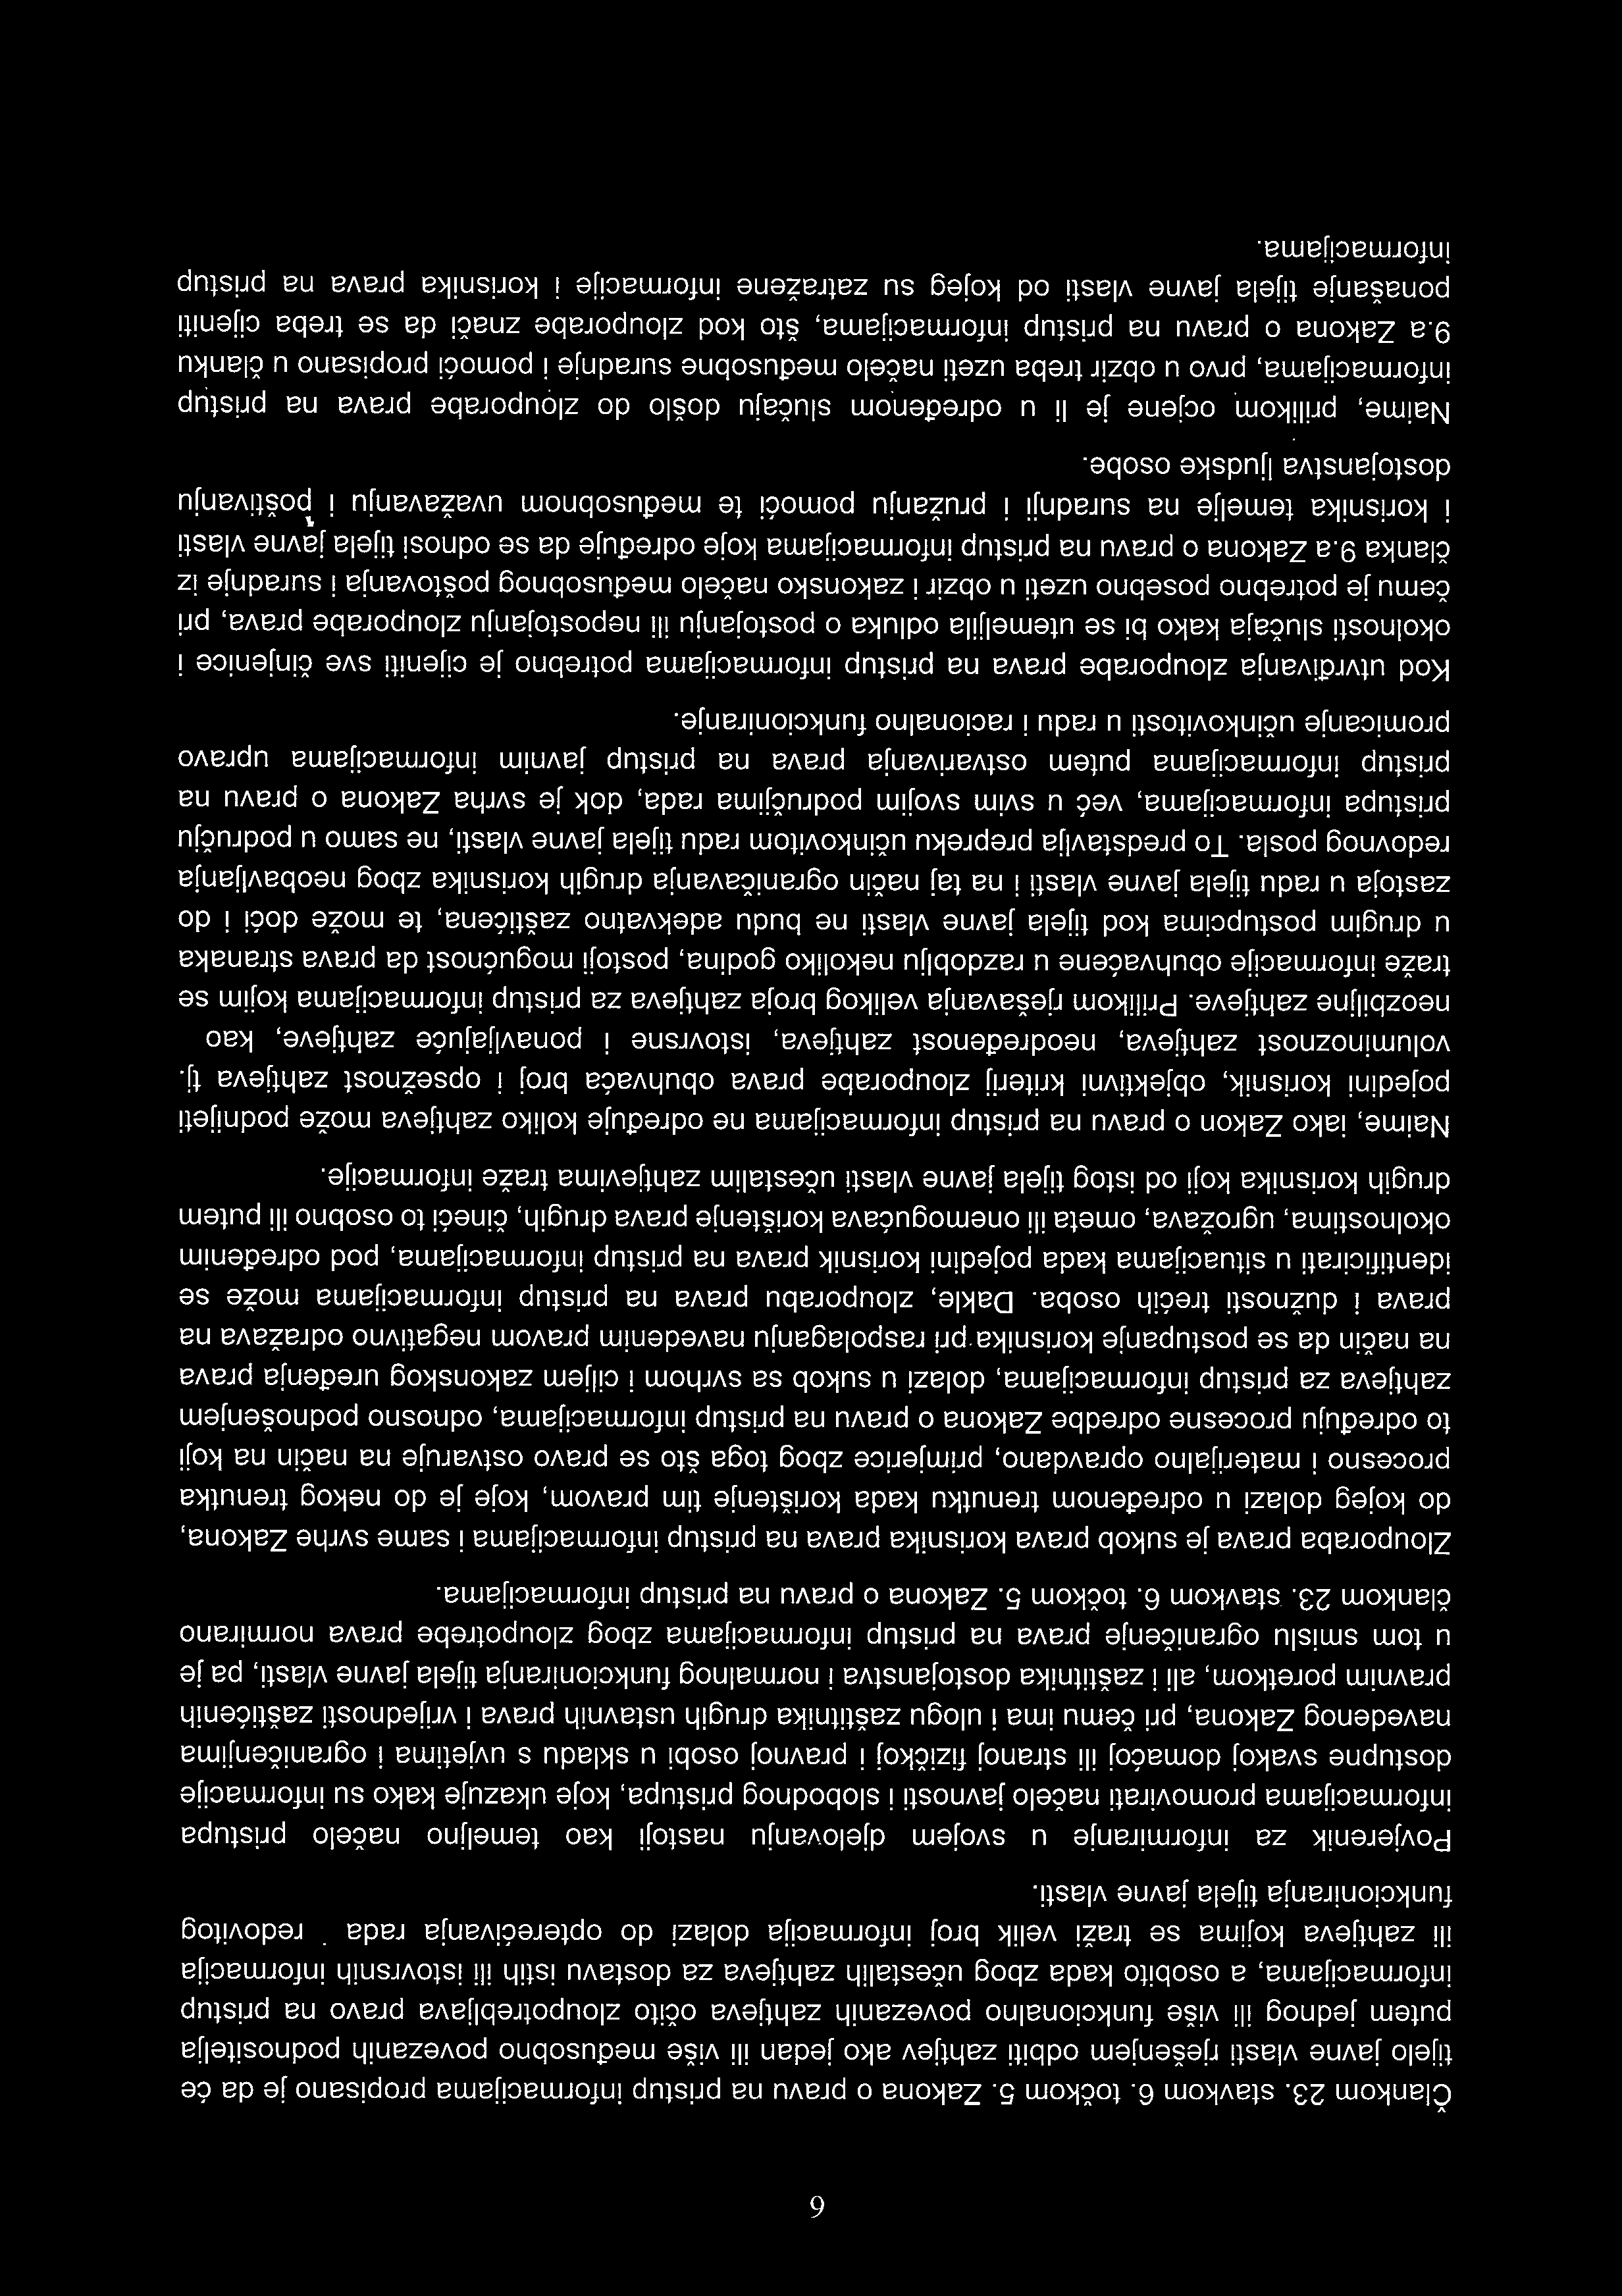 6
Člankom 23. stavkom 6. točkom 5. Zakona o pravu na pristup informacijama propisano je da će
tijelo javne vlasti rješenjem odbiti zahtjev ako jedan ili više međusobno povezanih podnositelja
putem jednog ili više funkcionalno povezanih zahtjeva očito zloupotrebljava pravo na pristup
informacijama, a osobito kada zbog učestalih zahtjeva za dostavu istih ili istovrsnih informacija
ili zahtjeva kojima se traži velik broj informacija dolazi do opterećivanja rada redovitog
funkcioniranja tijela javne vlasti.
Povjerenik za informiranje u svojem djelovanju nastoji kao temeljno načelo pristupa
informacijama promovirati načelo javnosti i slobodnog pristupa, koje ukazuje kako su informacije
dostupne svakoj domaćoj ili stranoj fizičkoj i pravnoj osobi u skladu s uvjetima i ograničenjima
navedenog Zakona, pri čemu ima i ulogu zaštitnika drugih ustavnih prava i vrijednosti zaštićenih
pravnim poretkom, ali i zaštitnika dostojanstva i normalnog funkcioniranja tijela javne vlasti, pa je
u tom smislu ograničenje prava na pristup informacijama zbog zloupotrebe prava normirano
člankom 23. stavkom 6. točkom 5. Zakona o pravu na pristup informacijama.
Zlouporaba prava je sukob prava korisnika prava na pristup informacijama i same svrhe Zakona,
do kojeg dolazi u određenom trenutku kada korištenje tim pravom, koje je do nekog trenutka
procesno i materijalno opravdano, primjerice zbog toga što se pravo ostvaruje na način na koji
to određuju procesne odredbe Zakona o pravu na pristup informacijama, odnosno podnošenjem
zahtjeva za pristup informacijama, dolazi u sukob sa svrhom i ciljem zakonskog uređenja prava
na način da se postupanje korisnika pri raspolaganju navedenim pravom negativno odražava na
prava i dužnosti trećih osoba. Dakle, zlouporabu prava na pristup informacijama može se
identificirati u situacijama kada pojedini korisnik prava na pristup informacijama, pod određenim
okolnostima, ugrožava, ometa ili onemogućava korištenje prava drugih, čineći to osobno ili putem
drugih korisnika koji od istog tijela javne vlasti učestalim zahtjevima traže informacije.
Naime, iako Zakon o pravu na pristup informacijama ne određuje koliko zahtjeva može podnijeti
pojedini korisnik, objektivni kriterij zlouporabe prava obuhvaća broj i opsežnost zahtjeva tj.
voluminoznost zahtjeva, neodređenost zahtjeva, istovrsne i ponavljajuće zahtjeve, kao
neozbiljne zahtjeve. Prilikom rješavanja velikog broja zahtjeva za pristup informacijama kojim se
traže informacije obuhvaćene u razdoblju nekoliko godina, postoji mogućnost da prava stranaka
u drugim postupcima kod tijela javne vlasti ne budu adekvatno zaštićena, te može doći i do
zastoja u radu tijela javne vlasti i na taj način ograničavanja drugih korisnika zbog neobavljanja
redovnog posla. To predstavlja prepreku učinkovitom radu tijela javne vlasti, ne samo u području
pristupa informacijama, već u svim svojim područjima rada, dok je svrha Zakona o pravu na
pristup informacijama putem ostvarivanja prava na pristup javnim informacijama upravo
promicanje učinkovitosti u radu i racionalno funkcioniranje.
Kod utvrđivanja zlouporabe prava na pristup informacijama potrebno je cijeniti sve činjenice i
okolnosti slučaja kako bi se utemeljila odluka o postojanju ili nepostojanju zlouporabe prava, pri
čemu je potrebno posebno uzeti u obzir i zakonsko načelo međusobnog poštovanja i suradnje iz
članka 9.a Zakona o pravu na pristup informacijama koje određuje da se odnosi tijela javne vlasti
i korisnika temelje na suradnji i pružanju pomoći te međusobnom uvažavanju i poštivanju
dostojanstva ljudske osobe.
Naime, prilikom ocjene je li u određenom slučaju došlo do zlouporabe prava na pristup
informacijama, prvo u obzir treba uzeti načelo međusobne suradnje i pomoći propisano u članku
9.a Zakona o pravu na pristup informacijama, što kod zlouporabe znači da se treba cijeniti
ponašanje tijela javne vlasti od kojeg su zatražene informacije i korisnika prava na pristup
informacijama.